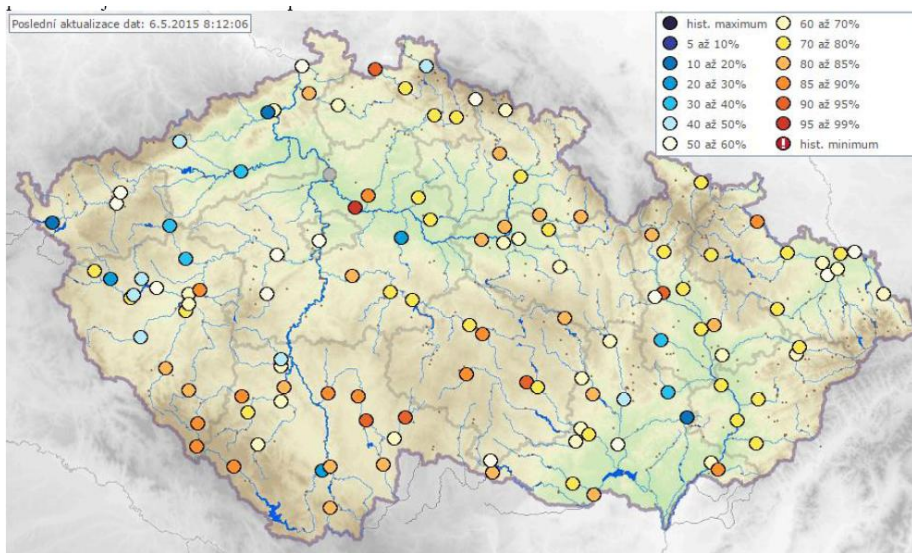 Poslední aktualizace dat: 6.5.2015 8:12:06
hist. maximum
5 až 10%
10 až 20%
20 až 30%
30 až 40%
40 až 50%
50 až 60%
60 až 70%
70 až 80%
80 až 85%
85 až 90%
90 až 95%
95 až 99%
hist. minimum